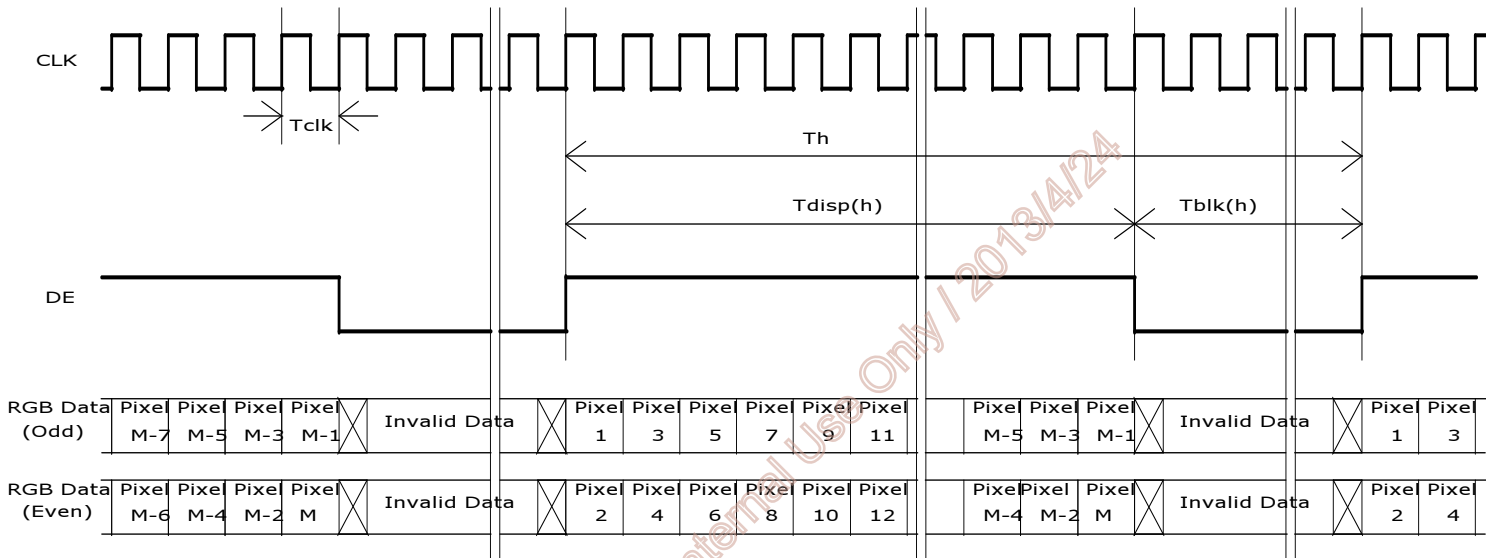 CLK
Tclk
Th
Tdisp(h)
Tblk(h)
DE
RGB Data (Odd)
Pixel M-7
Pixel M-5
Pixel M-3
Pixel M-1
Invalid Data
Pixel 1
Pixel 3
Pixel 5
Pixel 7
Pixel 9
Pixel 11
Pixel M-5
Pixel M-3
Pixel M-1
Invalid Data
Pixel 1
Pixel 3
RGB Data (Even)
Pixel M-6
Pixel M-4
Pixel M-2
Pixel M
Invalid Data
Pixel 2
Pixel 4
Pixel 6
Pixel 8
Pixel 10
Pixel 12
Pixel M-4
Pixel M-2
Pixel M
Invalid Data
Pixel 2
Pixel 4
Use Only / 2013/4/24